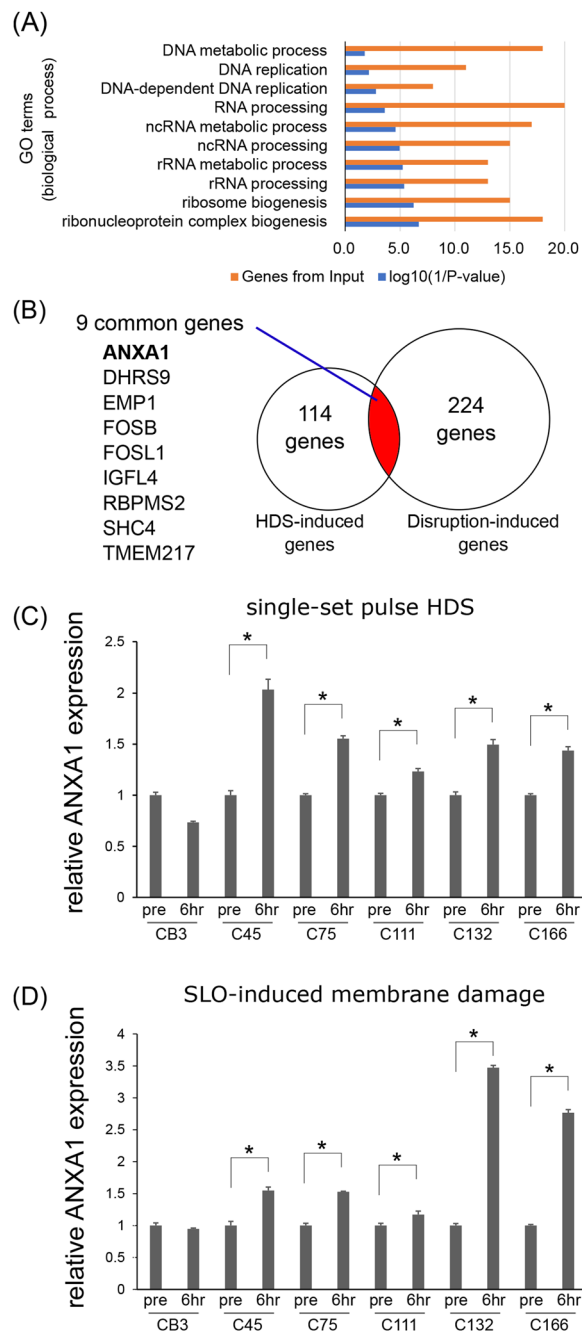 (A)
GO terms
(biological process)
DNA metabolic process
DNA replication
DNA-dependent DNA replication
RNA processing
ncRNA metabolic process
ncRNA processing
rRNA metabolic process
rRNA processing
ribosome biogenesis
ribonucleoprotein complex biogenesis
0.0 5.0 10.0 15.0 20.0
Genes from Input log10(1/P-value)
(B)
9 common genes
ANXA1
DHRS9
EMP1
FOSB
FOSL1
IGFL4
RBPMS2
SHC4
TMEM217
114
genes
224
genes
HDS-induced
genes
Disruption-induced
genes
(C)
single-set pulse HDS
relative ANXA1 expression
2.5
2
1.5
1
0.5
0
* * * * *
pre 6hr pre 6hr pre 6hr pre 6hr pre 6hr pre 6hr
CB3 C45 C75 C111 C132 C166
(D)
SLO-induced membrane damage
relative ANXA1 expression
4
3.5
3
2.5
2
1.5
1
0.5
0
* * * * *
pre 6hr pre 6hr pre 6hr pre 6hr pre 6hr pre 6hr
CB3 C45 C75 C111 C132 C166